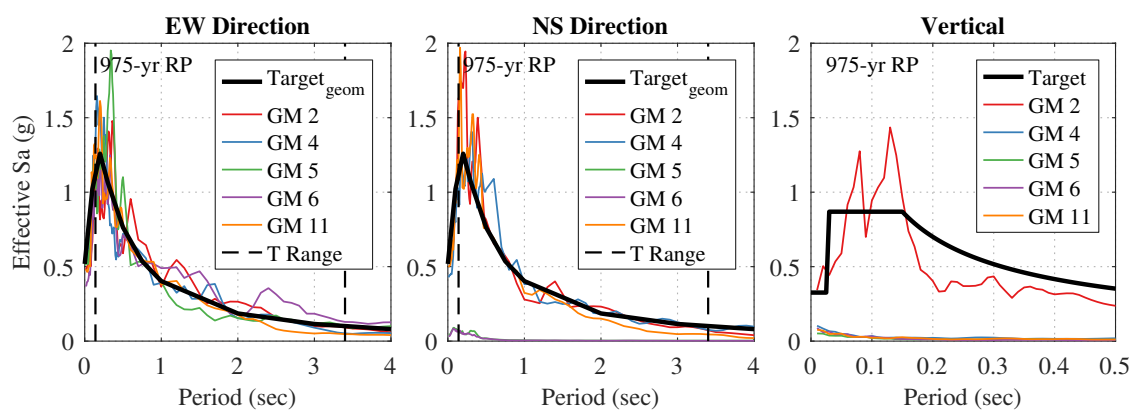 EW Direction
NS Direction
Vertical
Effective Sa (g)
2
1.5
1
0.5
0
975-yr RP
Target geom
GM 2
GM 4
GM 5
GM 6
GM 11
T Range
0 1 2 3 4
Period (sec)
2
1.5
1
0.5
0
975-yr RP
Target geom
GM 2
GM 4
GM 5
GM 6
GM 11
T Range
0 1 2 3 4
Period (sec)
2
1.5
1
0.5
0
975-yr RP
Target
GM 2
GM 4
GM 5
GM 6
GM 11
0 0.1 0.2 0.3 0.4 0.5
Period (sec)